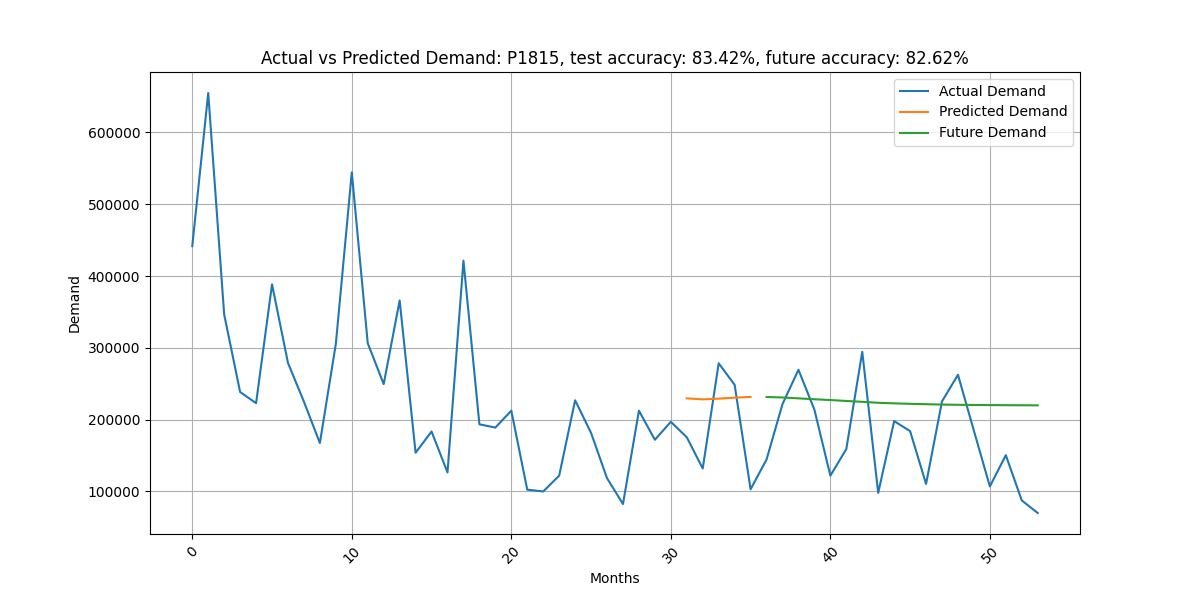 Actual vs Predicted Demand: P1815, test accuracy: 83.42%, future accuracy: 82.62%
Actual Demand
Predicted Demand
Future Demand
Demand
600000
500000
400000
300000
200000
100000
0
10
20
30
40
50
Months